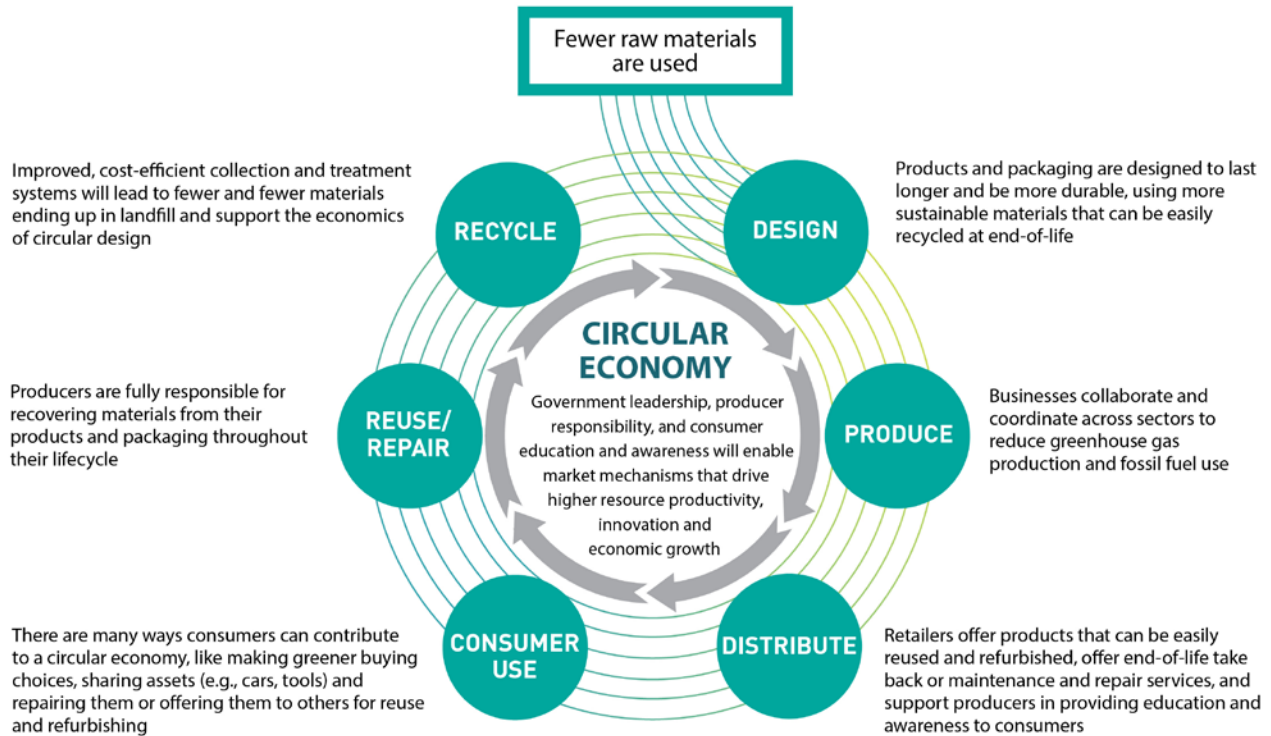 Fewer raw materials
are used
Improved, cost-efficient collection and treatment
systems will lead to fewer and fewer materials
ending up in landfill and support the economics
of circular design
RECYCLE
DESIGN
Products and packaging are designed to last
longer and be more durable, using more
sustainable materials that can be easily
recycled at end-of-life
CIRCULAR
ECONOMY
Government leadership, producer
responsibility, and consumer
education and awareness will enable
market mechanisms that drive
higher resource productivity,
innovation and
economic growth
Producers are fully responsible for
recovering materials from their
products and packaging throughout
their lifecycle
REUSE/
REPAIR
PRODUCE
Businesses collaborate and
coordinate across sectors to
reduce greenhouse gas
production and fossil fuel use
There are many ways consumers can contribute
to a circular economy, like making greener buying
choices, sharing assets (e.g., cars, tools) and
repairing them or offering them to others for reuse
and refurbishing
CONSUMER
USE
DISTRIBUTE
Retailers offer products that can be easily
reused and refurbished, offer end-of-life take
back or maintenance and repair services, and
support producers in providing education and
awareness to consumers